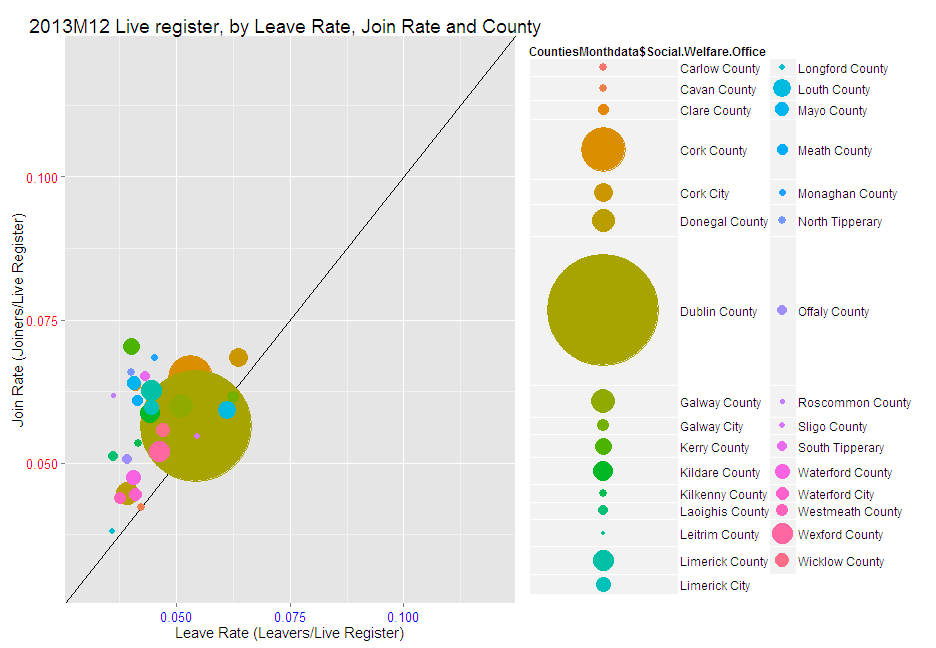 2013M12 Live register, by Leave Rate, Join Rate and County
Join Rate (Joiners/Live Register)
0.100
0.075
0.050
0.050 0.075 0.100
Leave Rate (Leavers/Live Register)
CountiesMonthdata$Social.Welfare.Office
Carlow County
Cavan County
Clare County
Cork County
Cork City
Donegal County
Dublin County
Galway County
Galway City
Kerry County
Kildare County
Kilkenny County
Laoighis County
Leitrim County
Limerick County
Limerick City
Longford County
Louth County
Mayo County
Meath County
Monaghan County
North Tipperary
Offaly County
Roscommon County
Sligo County
South Tipperary
Waterford County
Waterford City
Westmeath County
Wexford County
Wicklow County